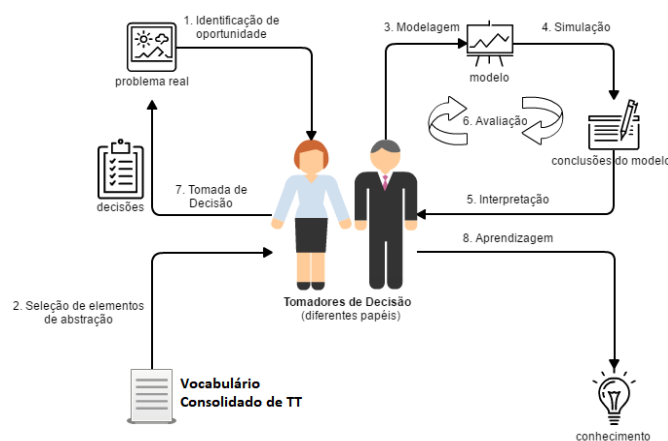 1. Identificação de
oportunidade
problema real
3. Modelagem
modelo
4. Simulação
6. Avaliação
conclusões do modelo
decisões
7. Tomada de
Decisão
5. Interpretação
8. Aprendizagem
2. Seleção de elementos
de abstração
Tomadores de Decisão
(diferentes papéis)
Vocabulário
Consolidado de TT
conhecimento